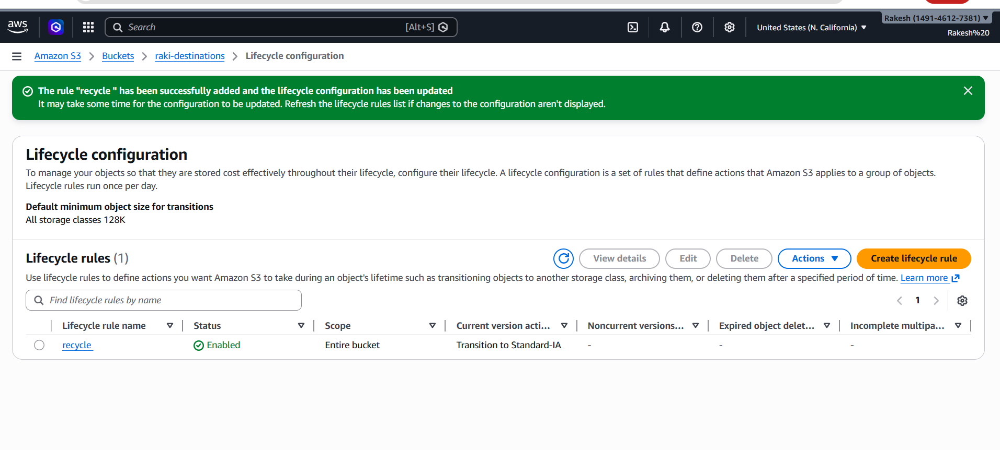 aws
Search
[Alt+S]
United States (N. California)
Rakesh (1491-4612-7381)
Rakesh%20
Amazon S3
Buckets
raki-destinations
Lifecycle configuration
The rule "recycle " has been successfully added and the lifecycle configuration has been updated
It may take some time for the configuration to be updated. Refresh the lifecycle rules list if changes to the configuration aren't displayed.
Lifecycle configuration
To manage your objects so that they are stored cost effectively throughout their lifecycle, configure their lifecycle. A lifecycle configuration is a set of rules that define actions that Amazon S3 applies to a group of objects.
Lifecycle rules run once per day.
Default minimum object size for transitions
All storage classes 128K
Lifecycle rules (1)
View details
Edit
Delete
Actions
Create lifecycle rule
Use lifecycle rules to define actions you want Amazon S3 to take during an object's lifetime such as transitioning objects to another storage class, archiving them, or deleting them after a specified period of time. Learn more
Find lifecycle rules by name
1
Lifecycle rule name
Status
Scope
Current version acti...
Noncurrent versions...
Expired object delet...
Incomplete multipa...
recycle
Enabled
Entire bucket
Transition to Standard-IA
-
-
-